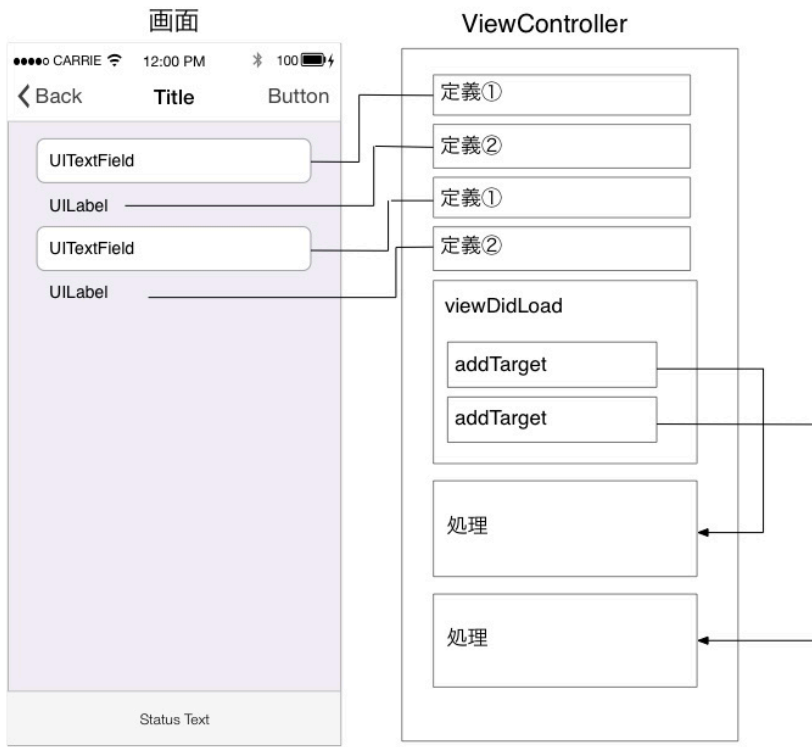 画面
CARRIE 12:00 PM 100
Back Title Button
UITextField
UILabel
UITextField
UILabel
Status Text
ViewController
定義①
定義②
定義①
定義②
viewDidLoad
addTarget
addTarget
処理
処理